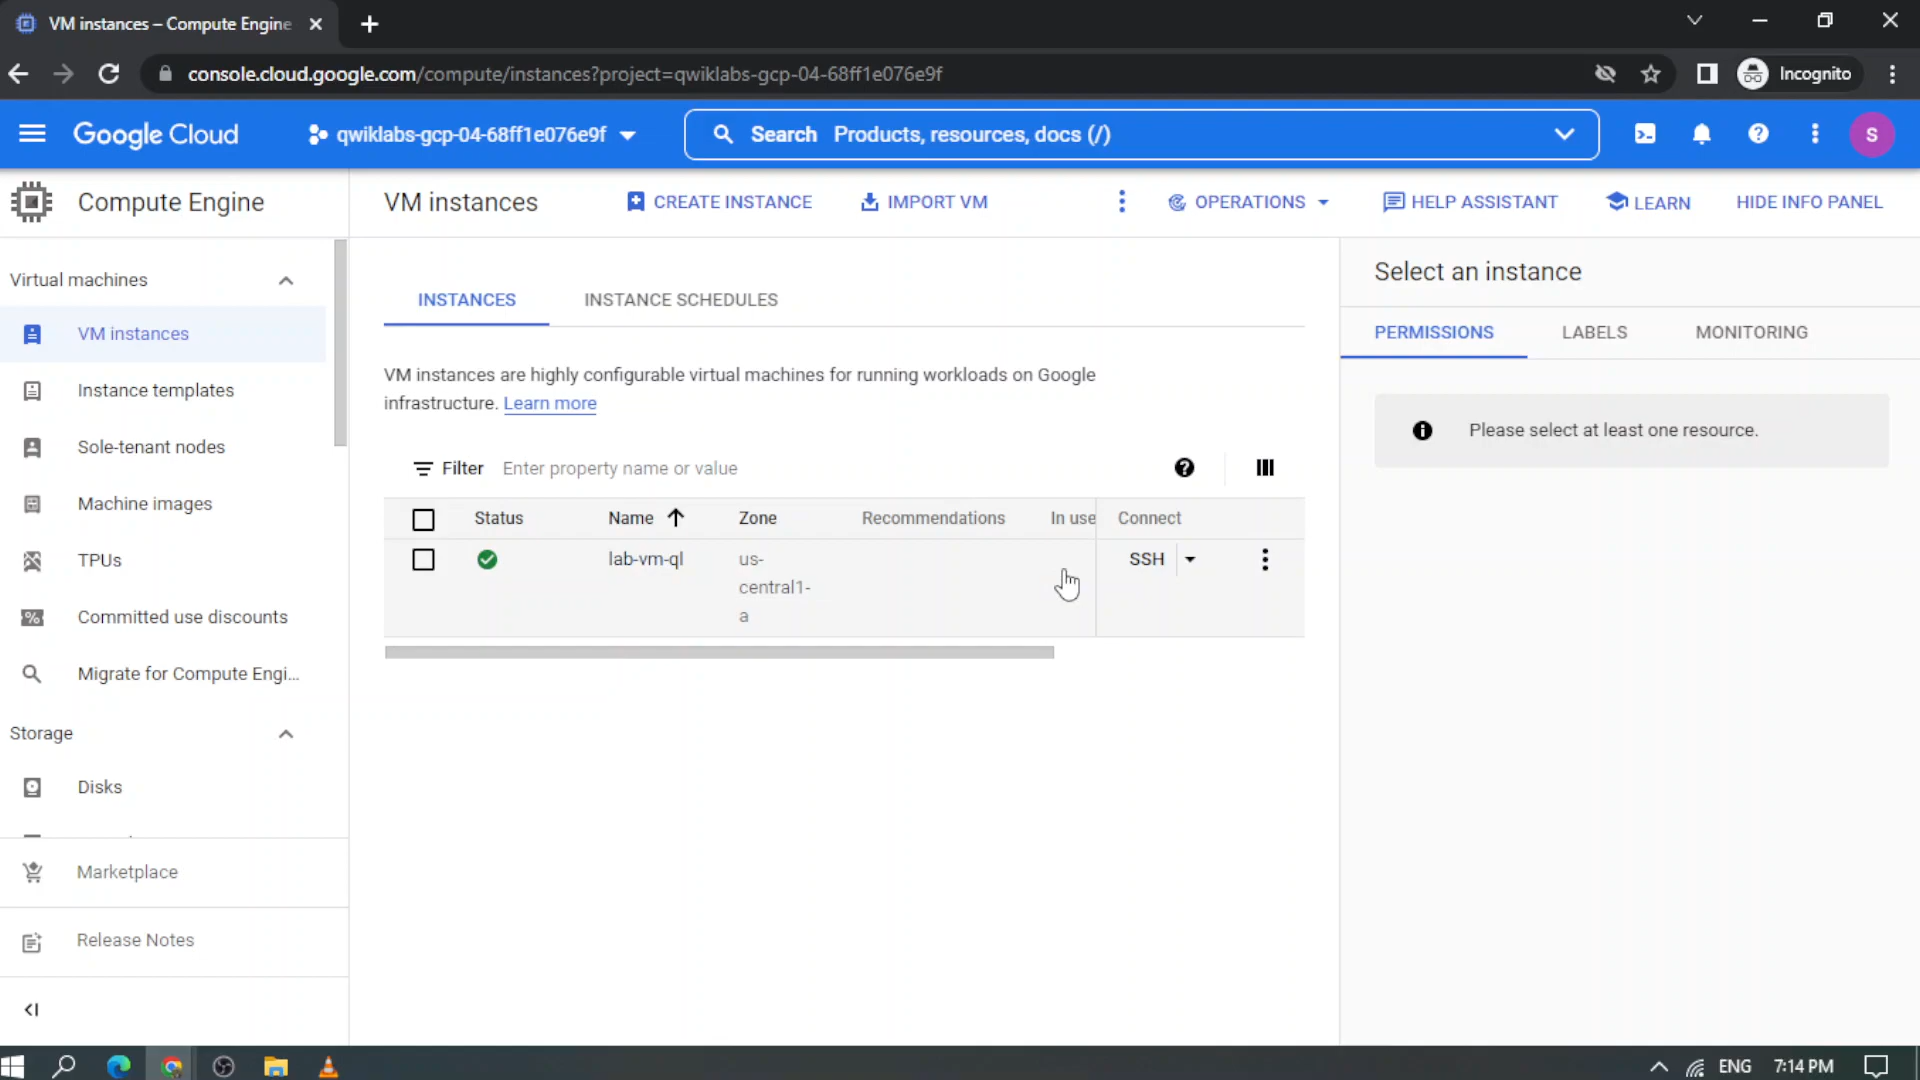 VM instances – Compute Engine
console.cloud.google.com/compute/instances?project=qwiklabs-gcp-04-68ff1e076e9f
Incognito
Google Cloud
qwiklabs-gcp-04-68ff1e076e9f
Search Products, resources, docs (/)
S
Compute Engine
VM instances
CREATE INSTANCE
IMPORT VM
OPERATIONS
HELP ASSISTANT
LEARN
HIDE INFO PANEL
Virtual machines
VM instances
Instance templates
Sole-tenant nodes
Machine images
TPUs
Committed use discounts
Migrate for Compute Engi...
Storage
Disks
Marketplace
Release Notes
INSTANCES
INSTANCE SCHEDULES
VM instances are highly configurable virtual machines for running workloads on Google
infrastructure. Learn more
Filter Enter property name or value
Status Name Zone Recommendations In use Connect
lab-vm-ql us- SSH
central1-
a
Select an instance
PERMISSIONS LABELS MONITORING
Please select at least one resource.
ENG 7:14 PM